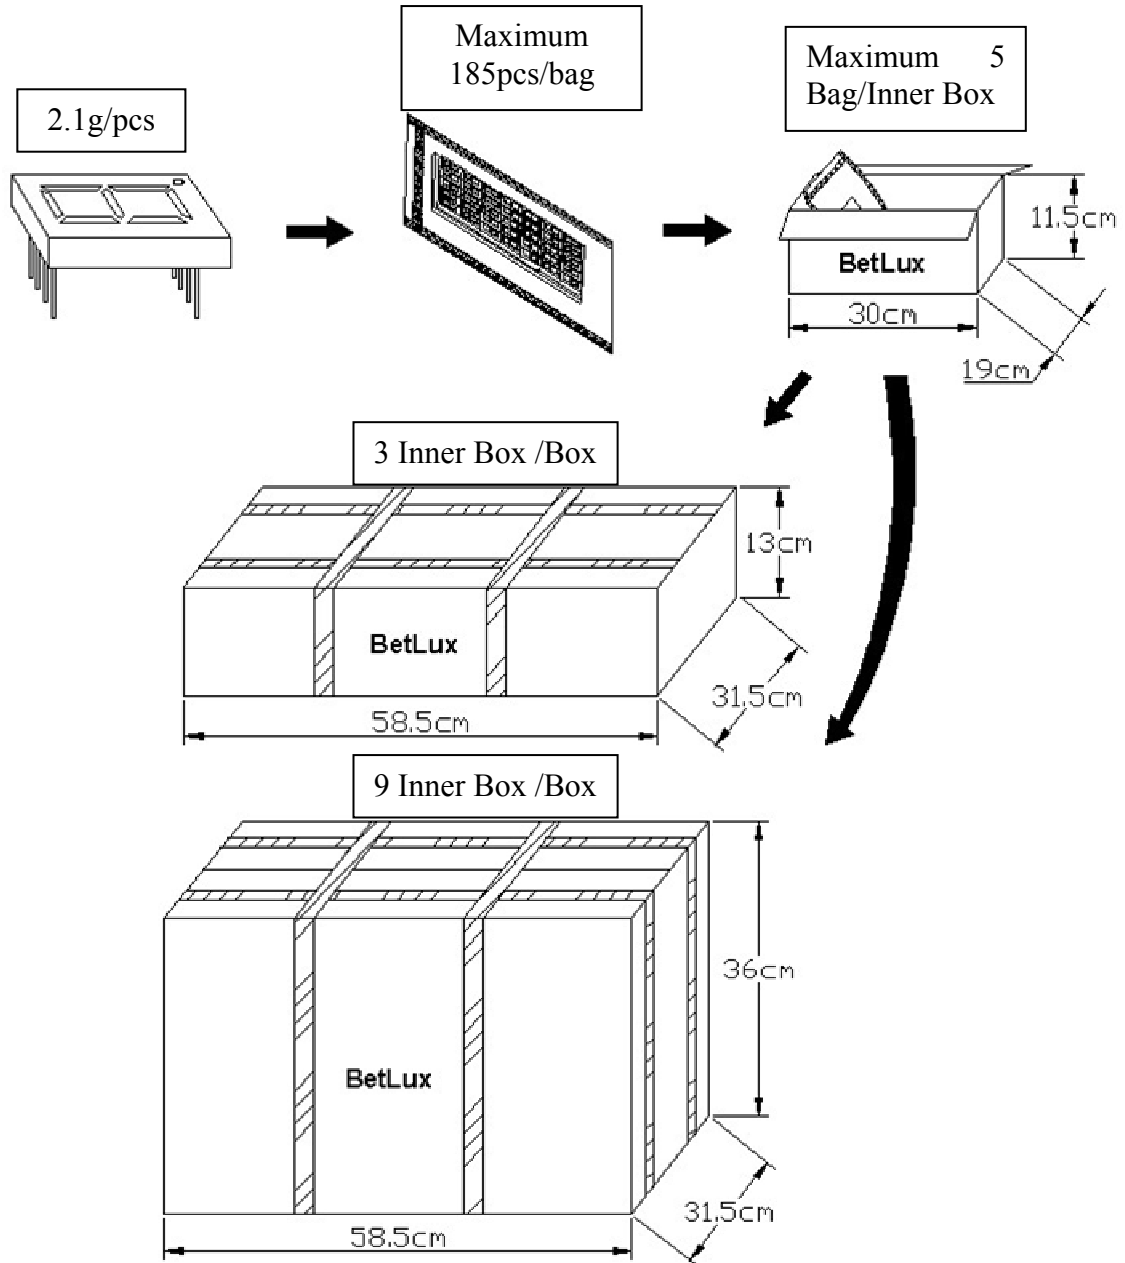 2.1g/pcs
Maximum
185pcs/bag
Maximum 5
Bag/Inner Box
BetLux
11.5cm
30cm
19cm
3 Inner Box /Box
BetLux
13cm
31.5cm
58.5cm
9 Inner Box /Box
BetLux
36cm
31.5cm
58.5cm